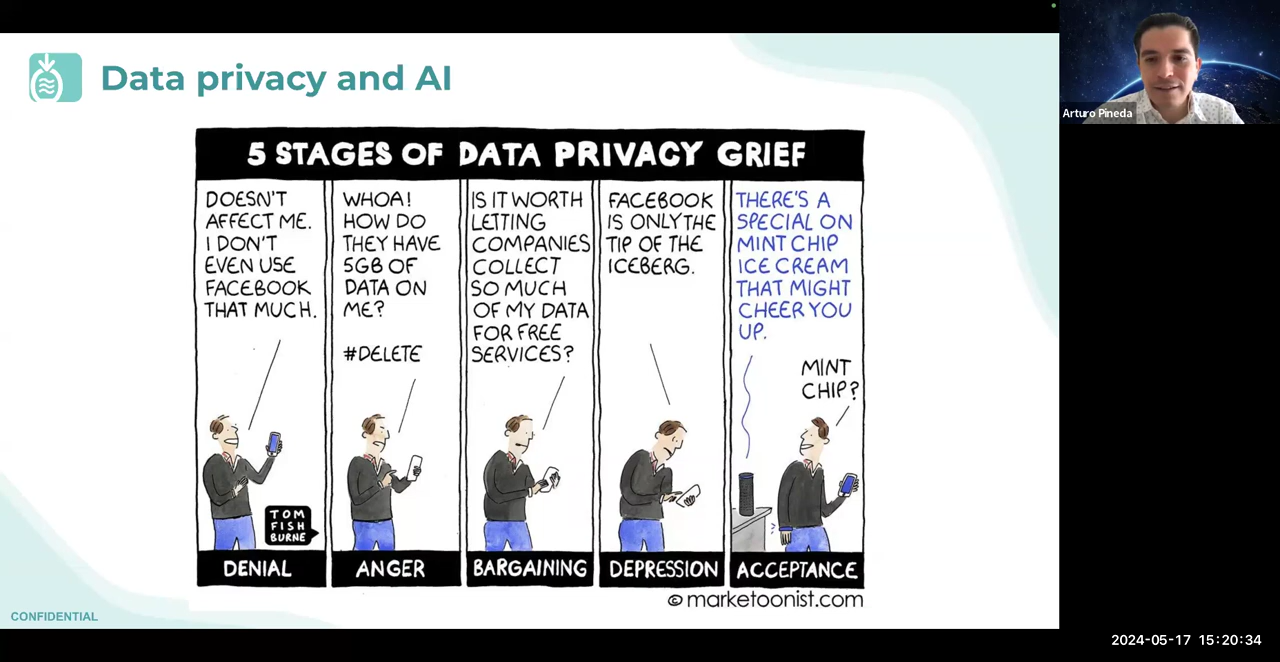 Data privacy and AI
Arturo Pineda
5 STAGES OF DATA PRIVACY GRIEF
DOESN'T
AFFECT ME.
I DON'T
EVEN USE
FACEBOOK
THAT MUCH.
TOM
FISH
BURNE
DENIAL
WHOA!
HOW DO
THEY HAVE
5GB OF
DATA ON
ME?
#DELETE
ANGER
IS IT WORTH
LETTING
COMPANIES
COLLECT
SO MUCH
OF MY DATA
FOR FREE
SERVICES?
BARGAINING
FACEBOOK
IS ONLY THE
TIP OF THE
ICEBERG.
DEPRESSION
THERE'S A
SPECIAL ON
MINT CHIP
ICE CREAM
THAT MIGHT
CHEER YOU
UP.
MINT
CHIP?
ACCEPTANCE
© marketoonist.com
CONFIDENTIAL
2024-05-17 15:20:34